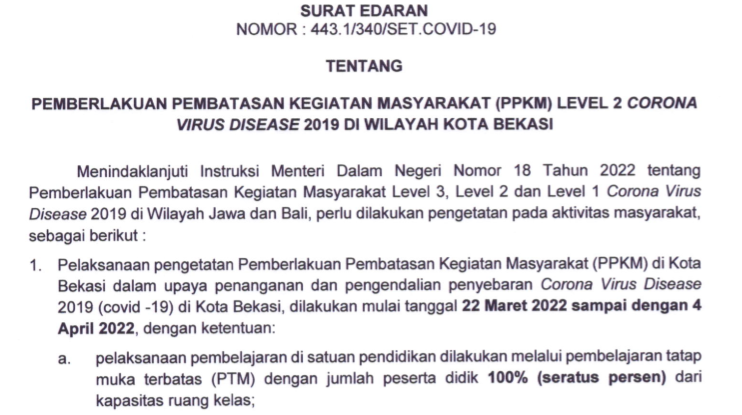 SURAT EDARAN
NOMOR : 443.1/340/SET.COVID-19
TENTANG
PEMBERLAKUAN PEMBATASAN KEGIATAN MASYARAKAT (PPKM) LEVEL 2 CORONA
VIRUS DISEASE 2019 DI WILAYAH KOTA BEKASI
Menindaklanjuti Instruksi Menteri Dalam Negeri Nomor 18 Tahun 2022 tentang
Pemberlakuan Pembatasan Kegiatan Masyarakat Level 3, Level 2 dan Level 1 Corona Virus
Disease 2019 di Wilayah Jawa dan Bali, perlu dilakukan pengetatan pada aktivitas masyarakat,
sebagai berikut :
1. Pelaksanaan pengetatan Pemberlakuan Pembatasan Kegiatan Masyarakat (PPKM) di Kota
Bekasi dalam upaya penanganan dan pengendalian penyebaran Corona Virus Disease
2019 (covid -19) di Kota Bekasi, dilakukan mulai tanggal 22 Maret 2022 sampai dengan 4
April 2022, dengan ketentuan:
a. pelaksanaan pembelajaran di satuan pendidikan dilakukan melalui pembelajaran tatap
muka terbatas (PTM) dengan jumlah peserta didik 100% (seratus persen) dari
kapasitas ruang kelas;